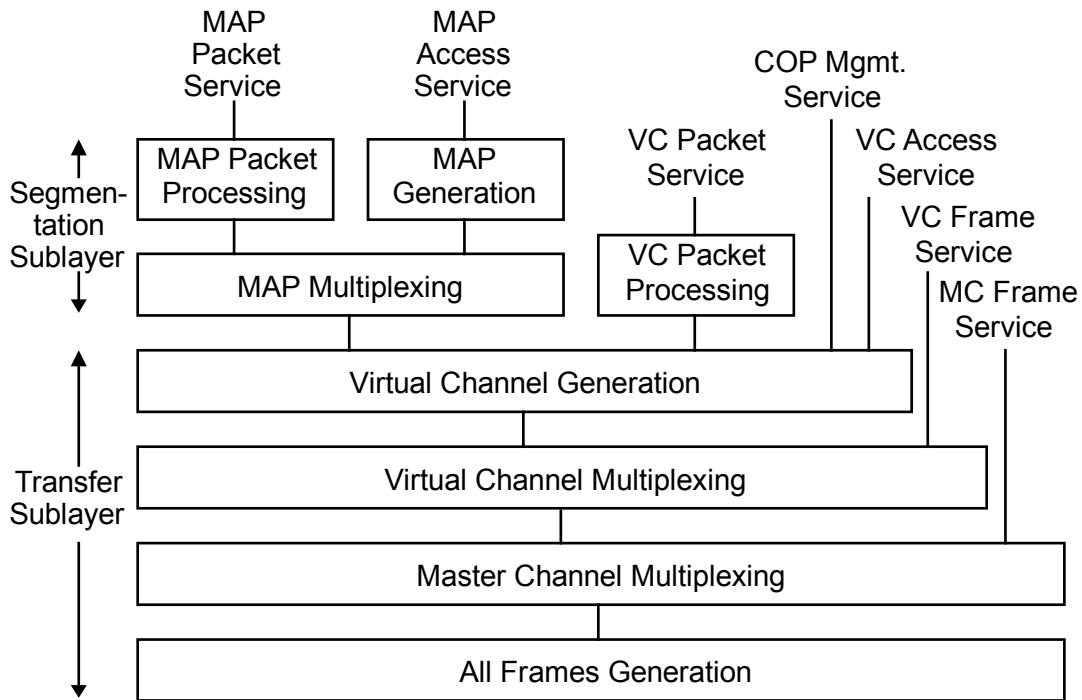 MAP
Packet
Service
MAP
Access
Service
COP Mgmt.
Service
VC Packet
Service
VC Access
Service
VC Frame
Service
MC Frame
Service
Segmen-
tation
Sublayer
MAP Packet
Processing
MAP
Generation
VC Packet
Processing
MAP Multiplexing
Transfer
Sublayer
Virtual Channel Generation
Virtual Channel Multiplexing
Master Channel Multiplexing
All Frames Generation